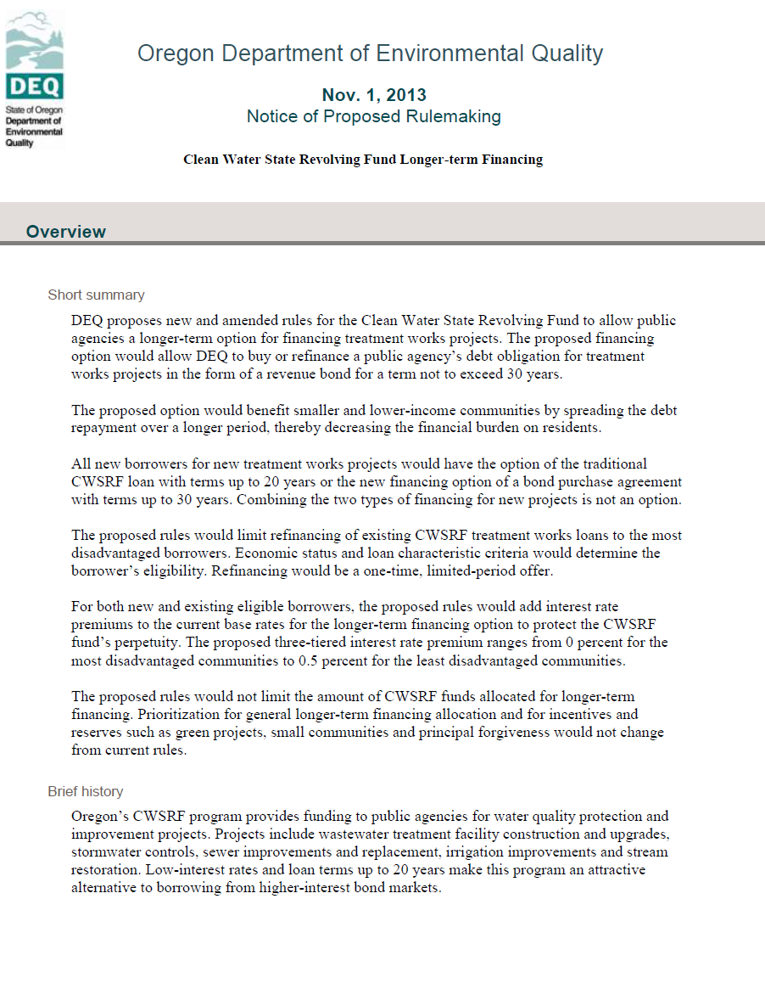 DEQ
State of Oregon
Department of
Environmental
Quality
Oregon Department of Environmental Quality
Nov. 1, 2013
Notice of Proposed Rulemaking
Clean Water State Revolving Fund Longer-term Financing
Overview
Short summary
DEQ proposes new and amended rules for the Clean Water State Revolving Fund to allow public
agencies a longer-term option for financing treatment works projects. The proposed financing
option would allow DEQ to buy or refinance a public agency’s debt obligation for treatment
works projects in the form of a revenue bond for a term not to exceed 30 years.
The proposed option would benefit smaller and lower-income communities by spreading the debt
repayment over a longer period, thereby decreasing the financial burden on residents.
All new borrowers for new treatment works projects would have the option of the traditional
CWSRF loan with terms up to 20 years or the new financing option of a bond purchase agreement
with terms up to 30 years. Combining the two types of financing for new projects is not an option.
The proposed rules would limit refinancing of existing CWSRF treatment works loans to the most
disadvantaged borrowers. Economic status and loan characteristic criteria would determine the
borrower’s eligibility. Refinancing would be a one-time, limited-period offer.
For both new and existing eligible borrowers, the proposed rules would add interest rate
premiums to the current base rates for the longer-term financing option to protect the CWSRF
fund’s perpetuity. The proposed three-tiered interest rate premium ranges from 0 percent for the
most disadvantaged communities to 0.5 percent for the least disadvantaged communities.
The proposed rules would not limit the amount of CWSRF funds allocated for longer-term
financing. Prioritization for general longer-term financing allocation and for incentives and
reserves such as green projects, small communities and principal forgiveness would not change
from current rules.
Brief history
Oregon’s CWSRF program provides funding to public agencies for water quality protection and
improvement projects. Projects include wastewater treatment facility construction and upgrades,
stormwater controls, sewer improvements and replacement, irrigation improvements and stream
restoration. Low-interest rates and loan terms up to 20 years make this program an attractive
alternative to borrowing from higher-interest bond markets.